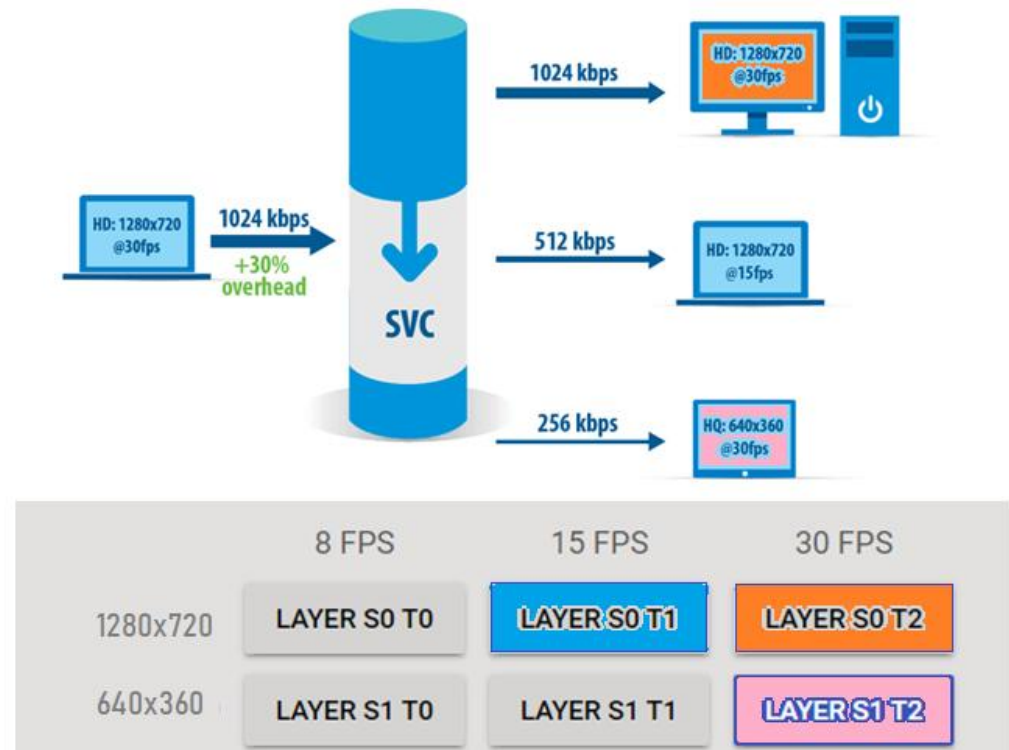 1024 kbps
HD: 1280x720
@30fps
HD: 1280x720
@30fps
1024 kbps
+30%
overhead
SVC
512 kbps
HD: 1280x720
@15fps
256 kbps
HQ: 640x360
@30fps
8 FPS 15 FPS 30 FPS
1280x720 LAYER S0 T0 LAYER S0 T1 LAYER S0 T2
640x360 LAYER S1 T0 LAYER S1 T1 LAYER S1 T2